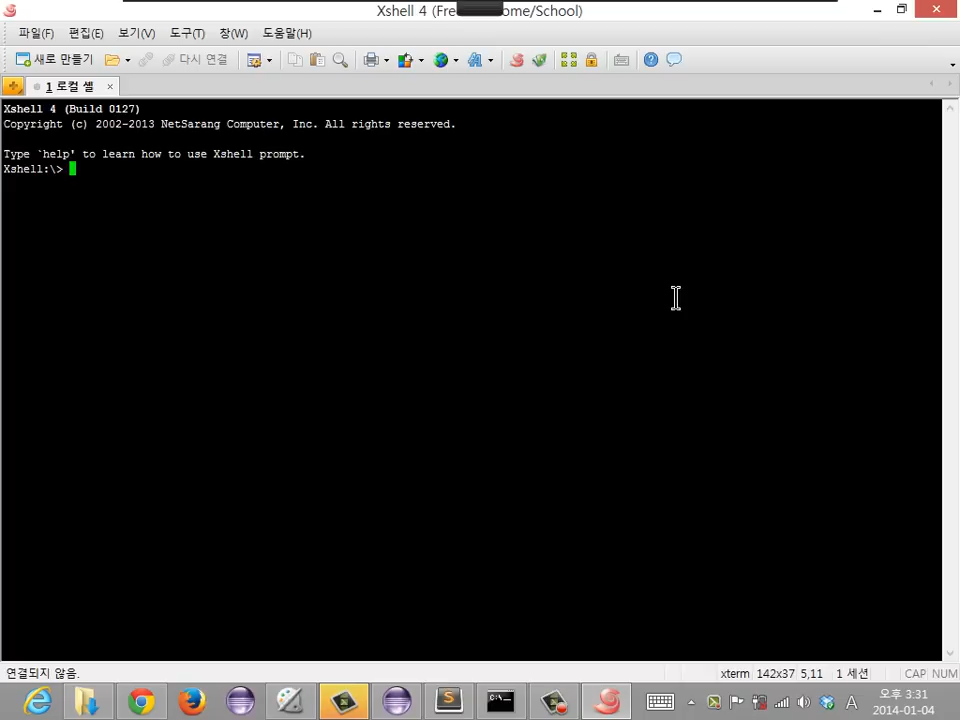 Xshell 4 (Fre ome/School)
파일(F) 편집(E) 보기(V) 도구(T) 창(W) 도움말(H)
새로 만들기 다시 연결
1 로컬 셸 ×
Xshell 4 (Build 0127)
Copyright (c) 2002-2013 NetSarang Computer, Inc. All rights reserved.
Type `help' to learn how to use Xshell prompt.
Xshell:\>
연결되지 않음. xterm 142x37 5,11 1 세션 CAP NUM
A 오후 3:31
2014-01-04